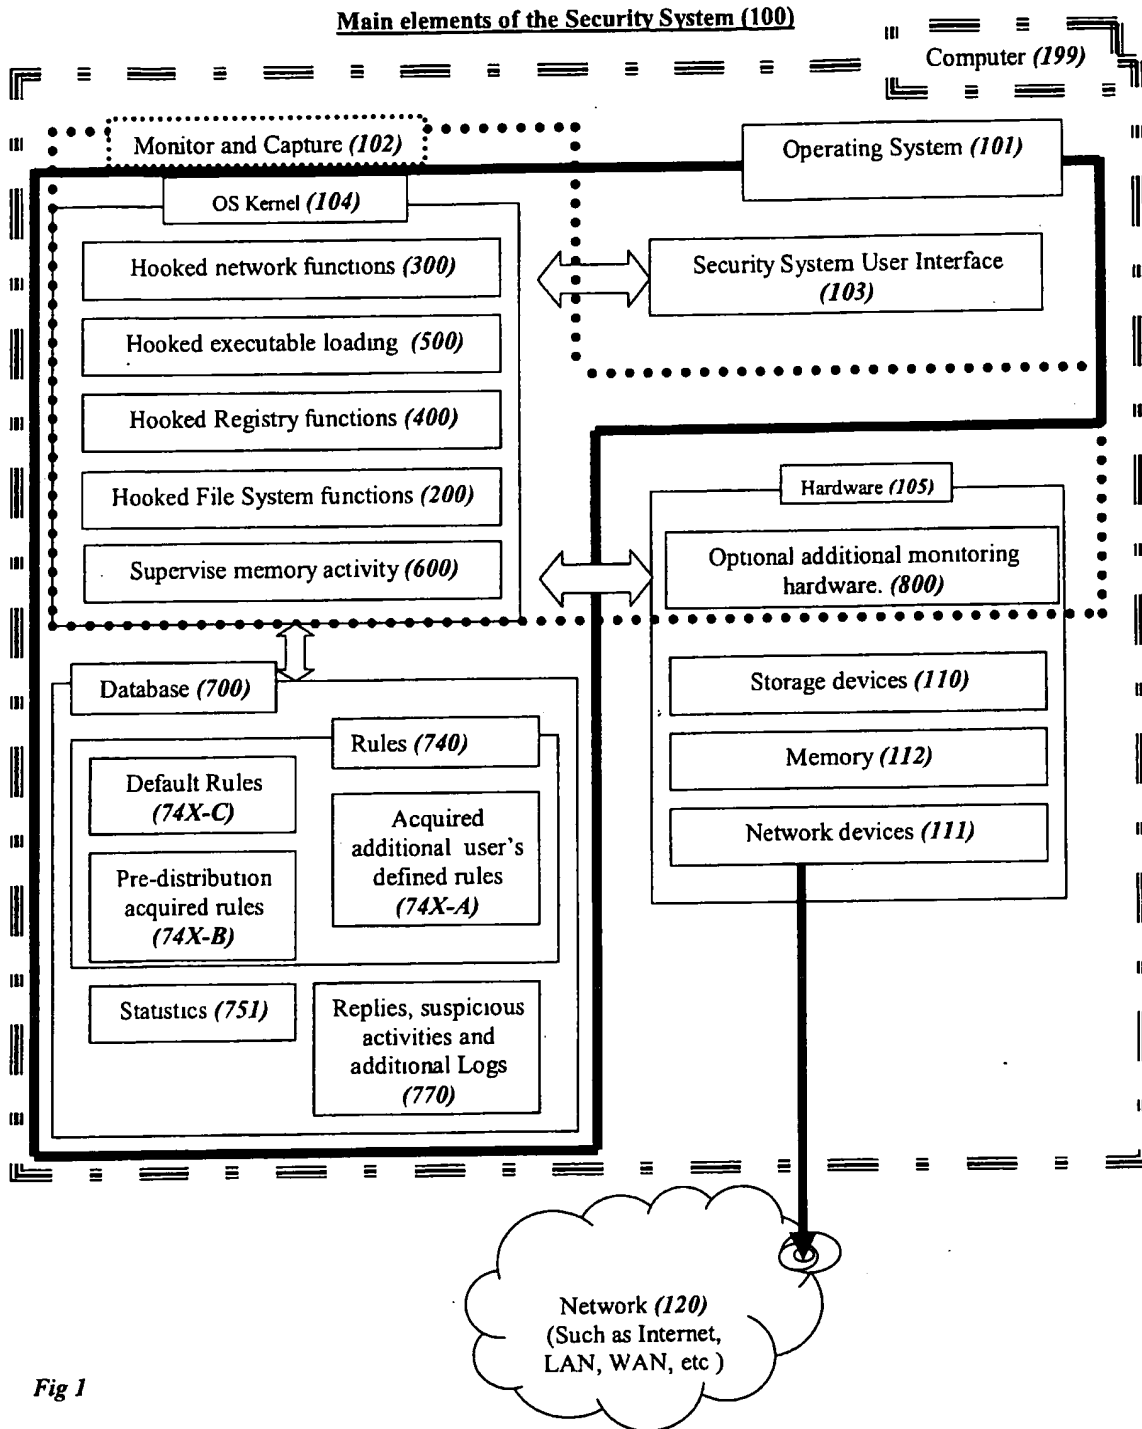 Main elements of the Security System (100)
Computer (199)
Monitor and Capture (102)
Operating System (101)
OS Kernel (104)
Hooked network functions (300)
Security System User Interface
(103)
Hooked executable loading (500)
Hooked Registry functions (400)
Hooked File System functions (200)
Hardware (105)
Supervise memory activity (600)
Optional additional monitoring
hardware. (800)
Database (700)
Storage devices (110)
Rules (740)
Memory (112)
Default Rules
(74X-C)
Acquired
additional user's
defined rules
(74X-A)
Network devices (111)
Pre-distribution
acquired rules
(74X-B)
Statistics (751)
Replies, suspicious
activities and
additional Logs
(770)
Network (120)
(Such as Internet,
LAN, WAN, etc )
Fig 1